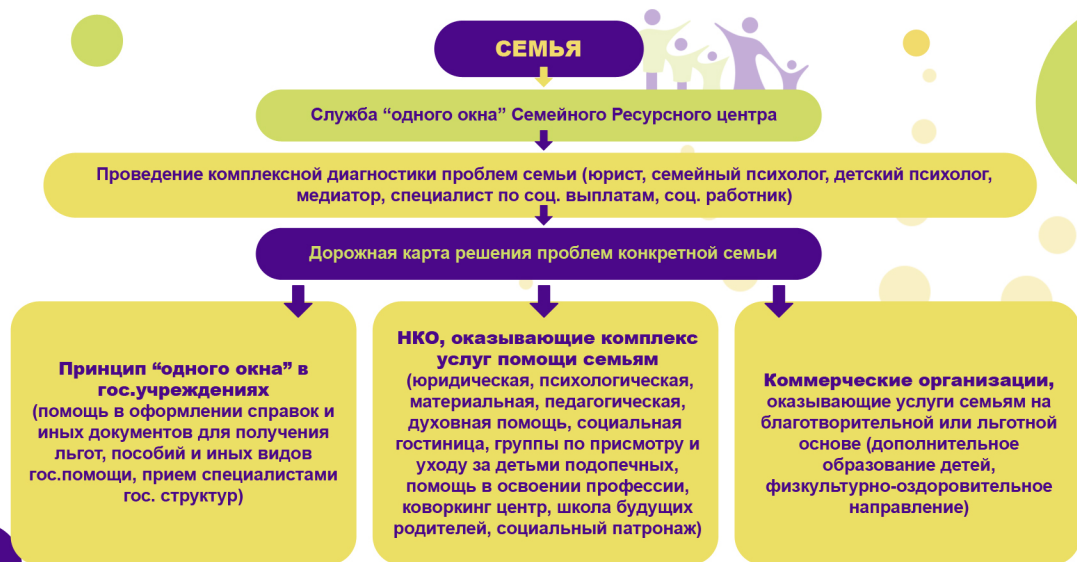 СЕМЬЯ
Служба “одного окна” Семейного Ресурсного центра
Проведение комплексной диагностики проблем семьи (юрист, семейный психолог, детский психолог,
медиатор, специалист по соц. выплатам, соц. работник)
Дорожная карта решения проблем конкретной семьи
Принцип “одного окна” в
гос.учреждениях
(помощь в оформлении справок и
иных документов для получения
льгот, пособий и иных видов
гос.помощи, прием специалистами
гос. структур)
НКО, оказывающие комплекс
услуг помощи семьям
(юридическая, психологическая,
материальная, педагогическая,
духовная помощь, социальная
гостиница, группы по присмотру и
уходу за детьми подопечных,
помощь в освоении профессии,
коворкинг центр, школа будущих
родителей, социальный патронаж)
Коммерческие организации,
оказывающие услуги семьям на
благотворительной или льготной
основе (дополнительное
образование детей,
физкультурно-оздоровительное
направление)